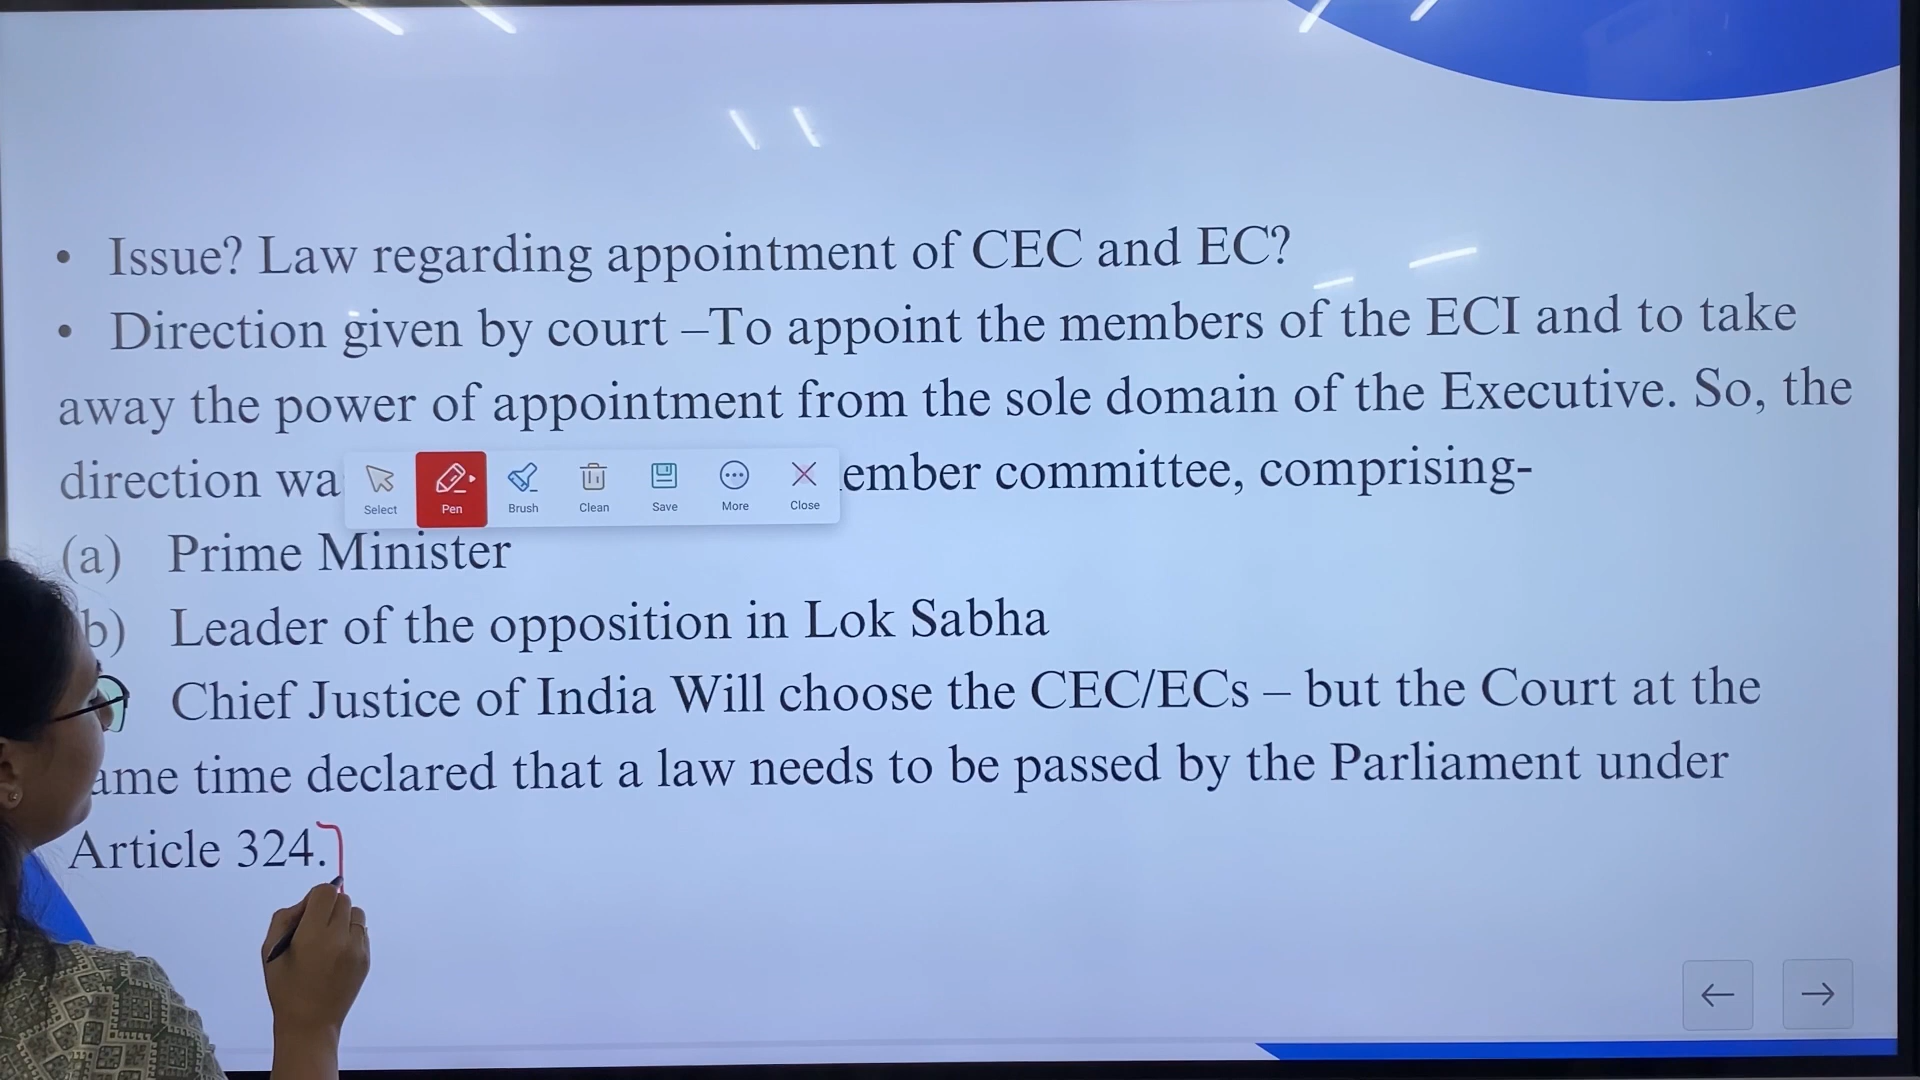 • Issue? Law regarding appointment of CEC and EC?
• Direction given by court –To appoint the members of the ECI and to take
away the power of appointment from the sole domain of the Executive. So, the
direction wa ember committee, comprising-
Select Pen Brush Clean Save More Close
(a) Prime Minister
b) Leader of the opposition in Lok Sabha
Chief Justice of India Will choose the CEC/ECs – but the Court at the
ame time declared that a law needs to be passed by the Parliament under
Article 324.